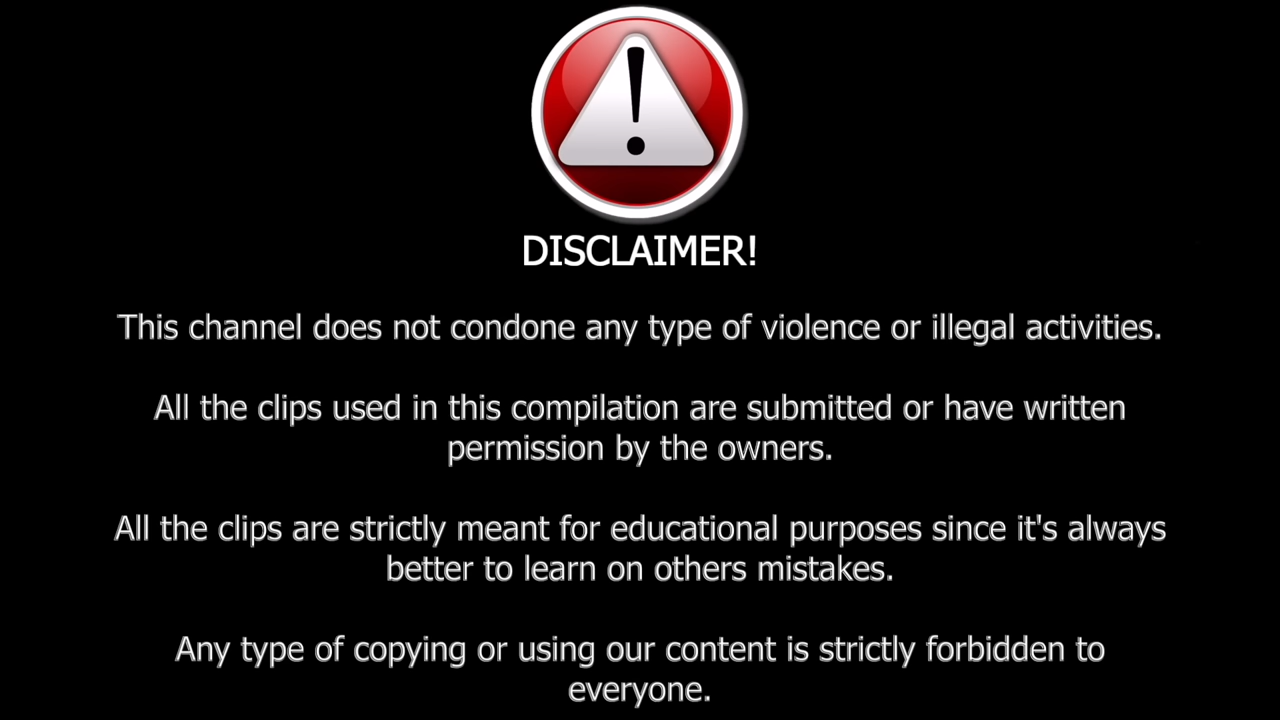 DISCLAIMER!
This channel does not condone any type of violence or illegal activities.
All the clips used in this compilation are submitted or have written
permission by the owners.
All the clips are strictly meant for educational purposes since it's always
better to learn on others mistakes.
Any type of copying or using our content is strictly forbidden to
everyone.